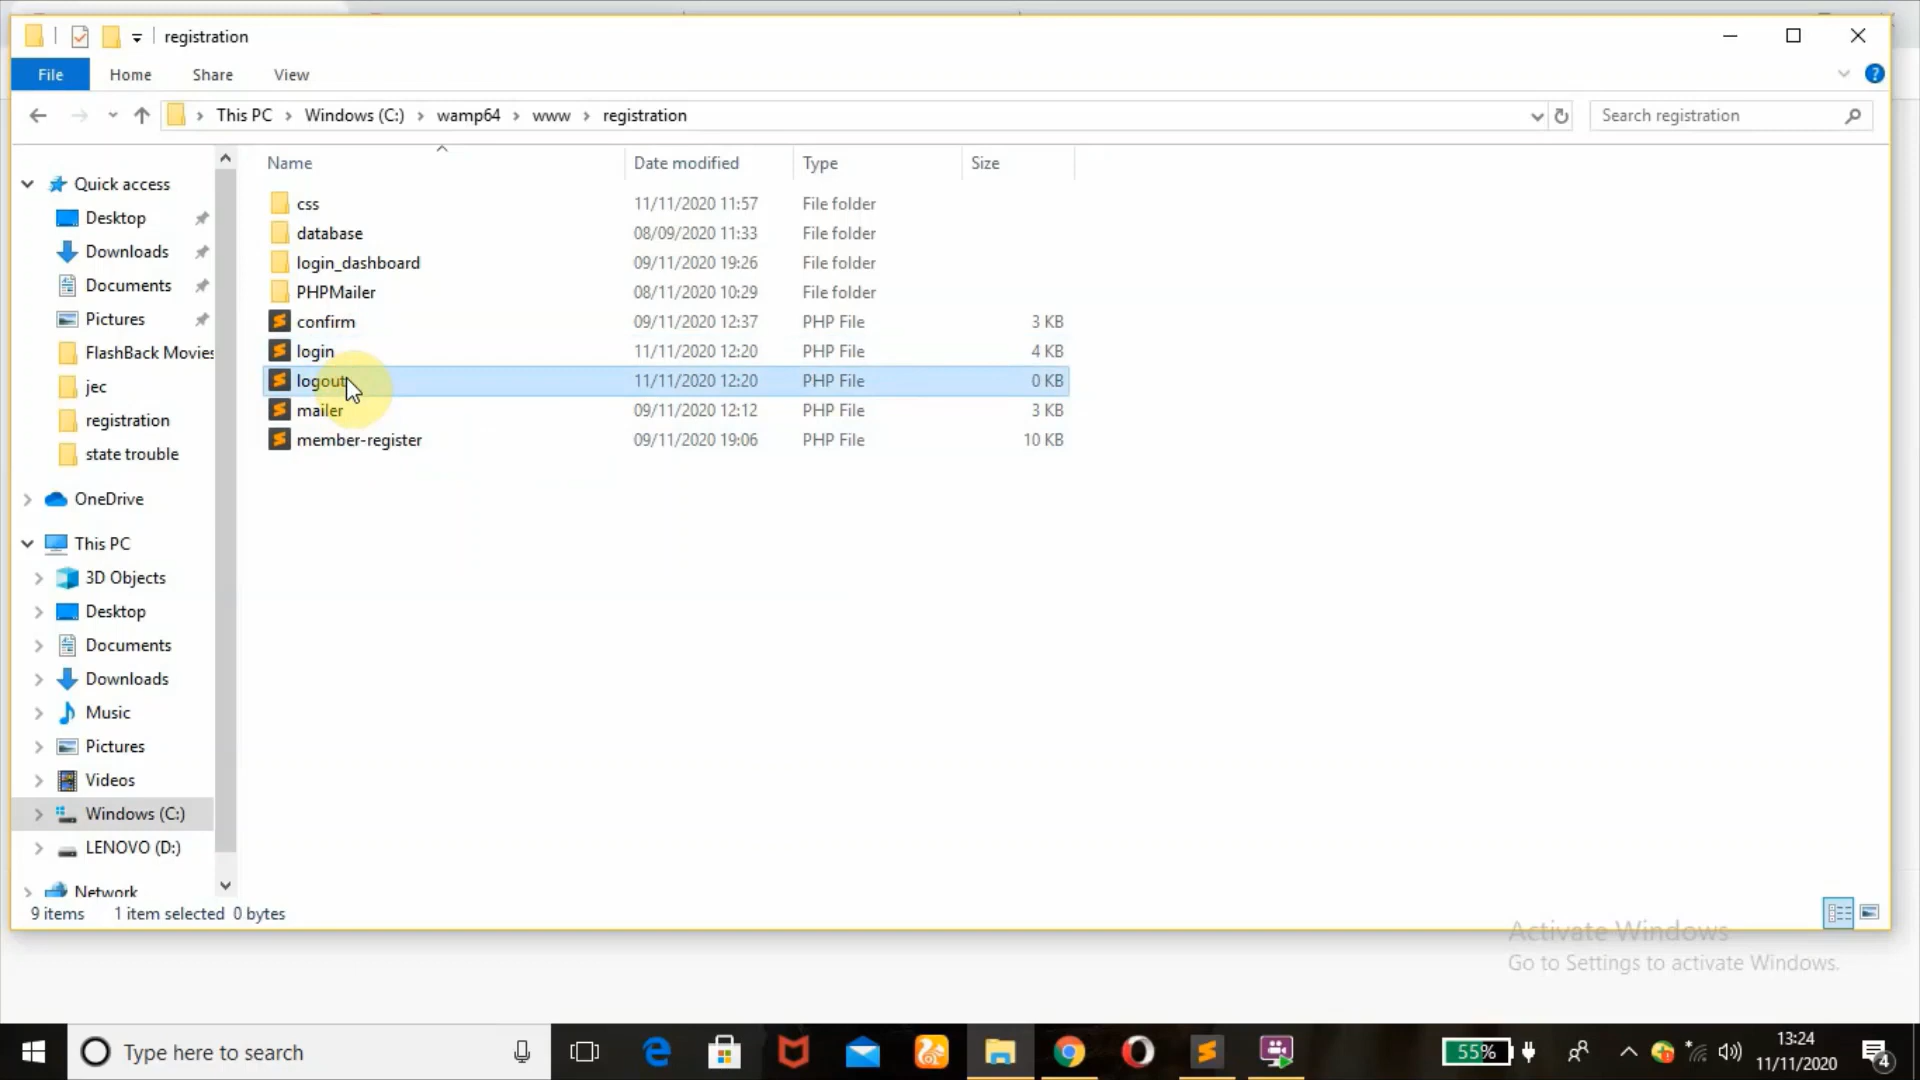 registration
File Home Share View
This PC Windows (C:) wamp64 www registration Search registration
Name Date modified Type Size
Quick access
Desktop
Downloads
Documents
Pictures
FlashBack Movies
jec
registration
state trouble
OneDrive
This PC
3D Objects
Desktop
Documents
Downloads
Music
Pictures
Videos
Windows (C:)
LENOVO (D:)
Network
css 11/11/2020 11:57 File folder
database 08/09/2020 11:33 File folder
login_dashboard 09/11/2020 19:26 File folder
PHPMailer 08/11/2020 10:29 File folder
confirm 09/11/2020 12:37 PHP File 3 KB
login 11/11/2020 12:20 PHP File 4 KB
logout 11/11/2020 12:20 PHP File 0 KB
mailer 09/11/2020 12:12 PHP File 3 KB
member-register 09/11/2020 19:06 PHP File 10 KB
9 items 1 item selected 0 bytes
Activate Windows
Go to Settings to activate Windows.
Type here to search
55%
13:24
11/11/2020
4